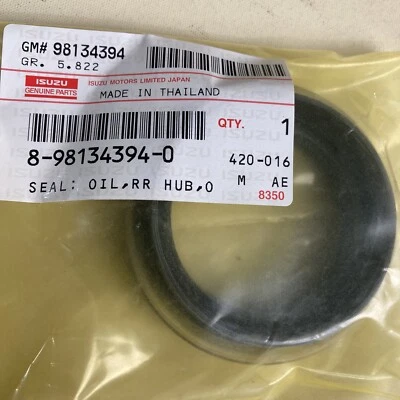 GM# 98134394
GR. 5.822
ISUZU
GENUINE PARTS
ISUZU MOTORS LIMITED JAPAN
MADE IN THAILAND
QTY. 1
8-98134394-0
420-016
SEAL: OIL,RR HUB,O M AE
8350